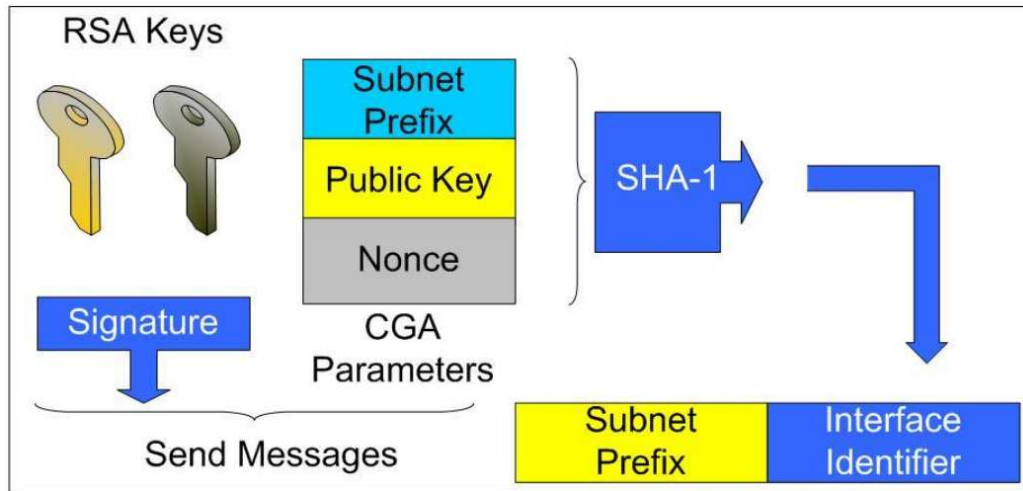 RSA Keys
Subnet
Prefix
Public Key
Nonce
SHA-1
Signature
CGA
Parameters
Send Messages
Subnet
Prefix
Interface
Identifier